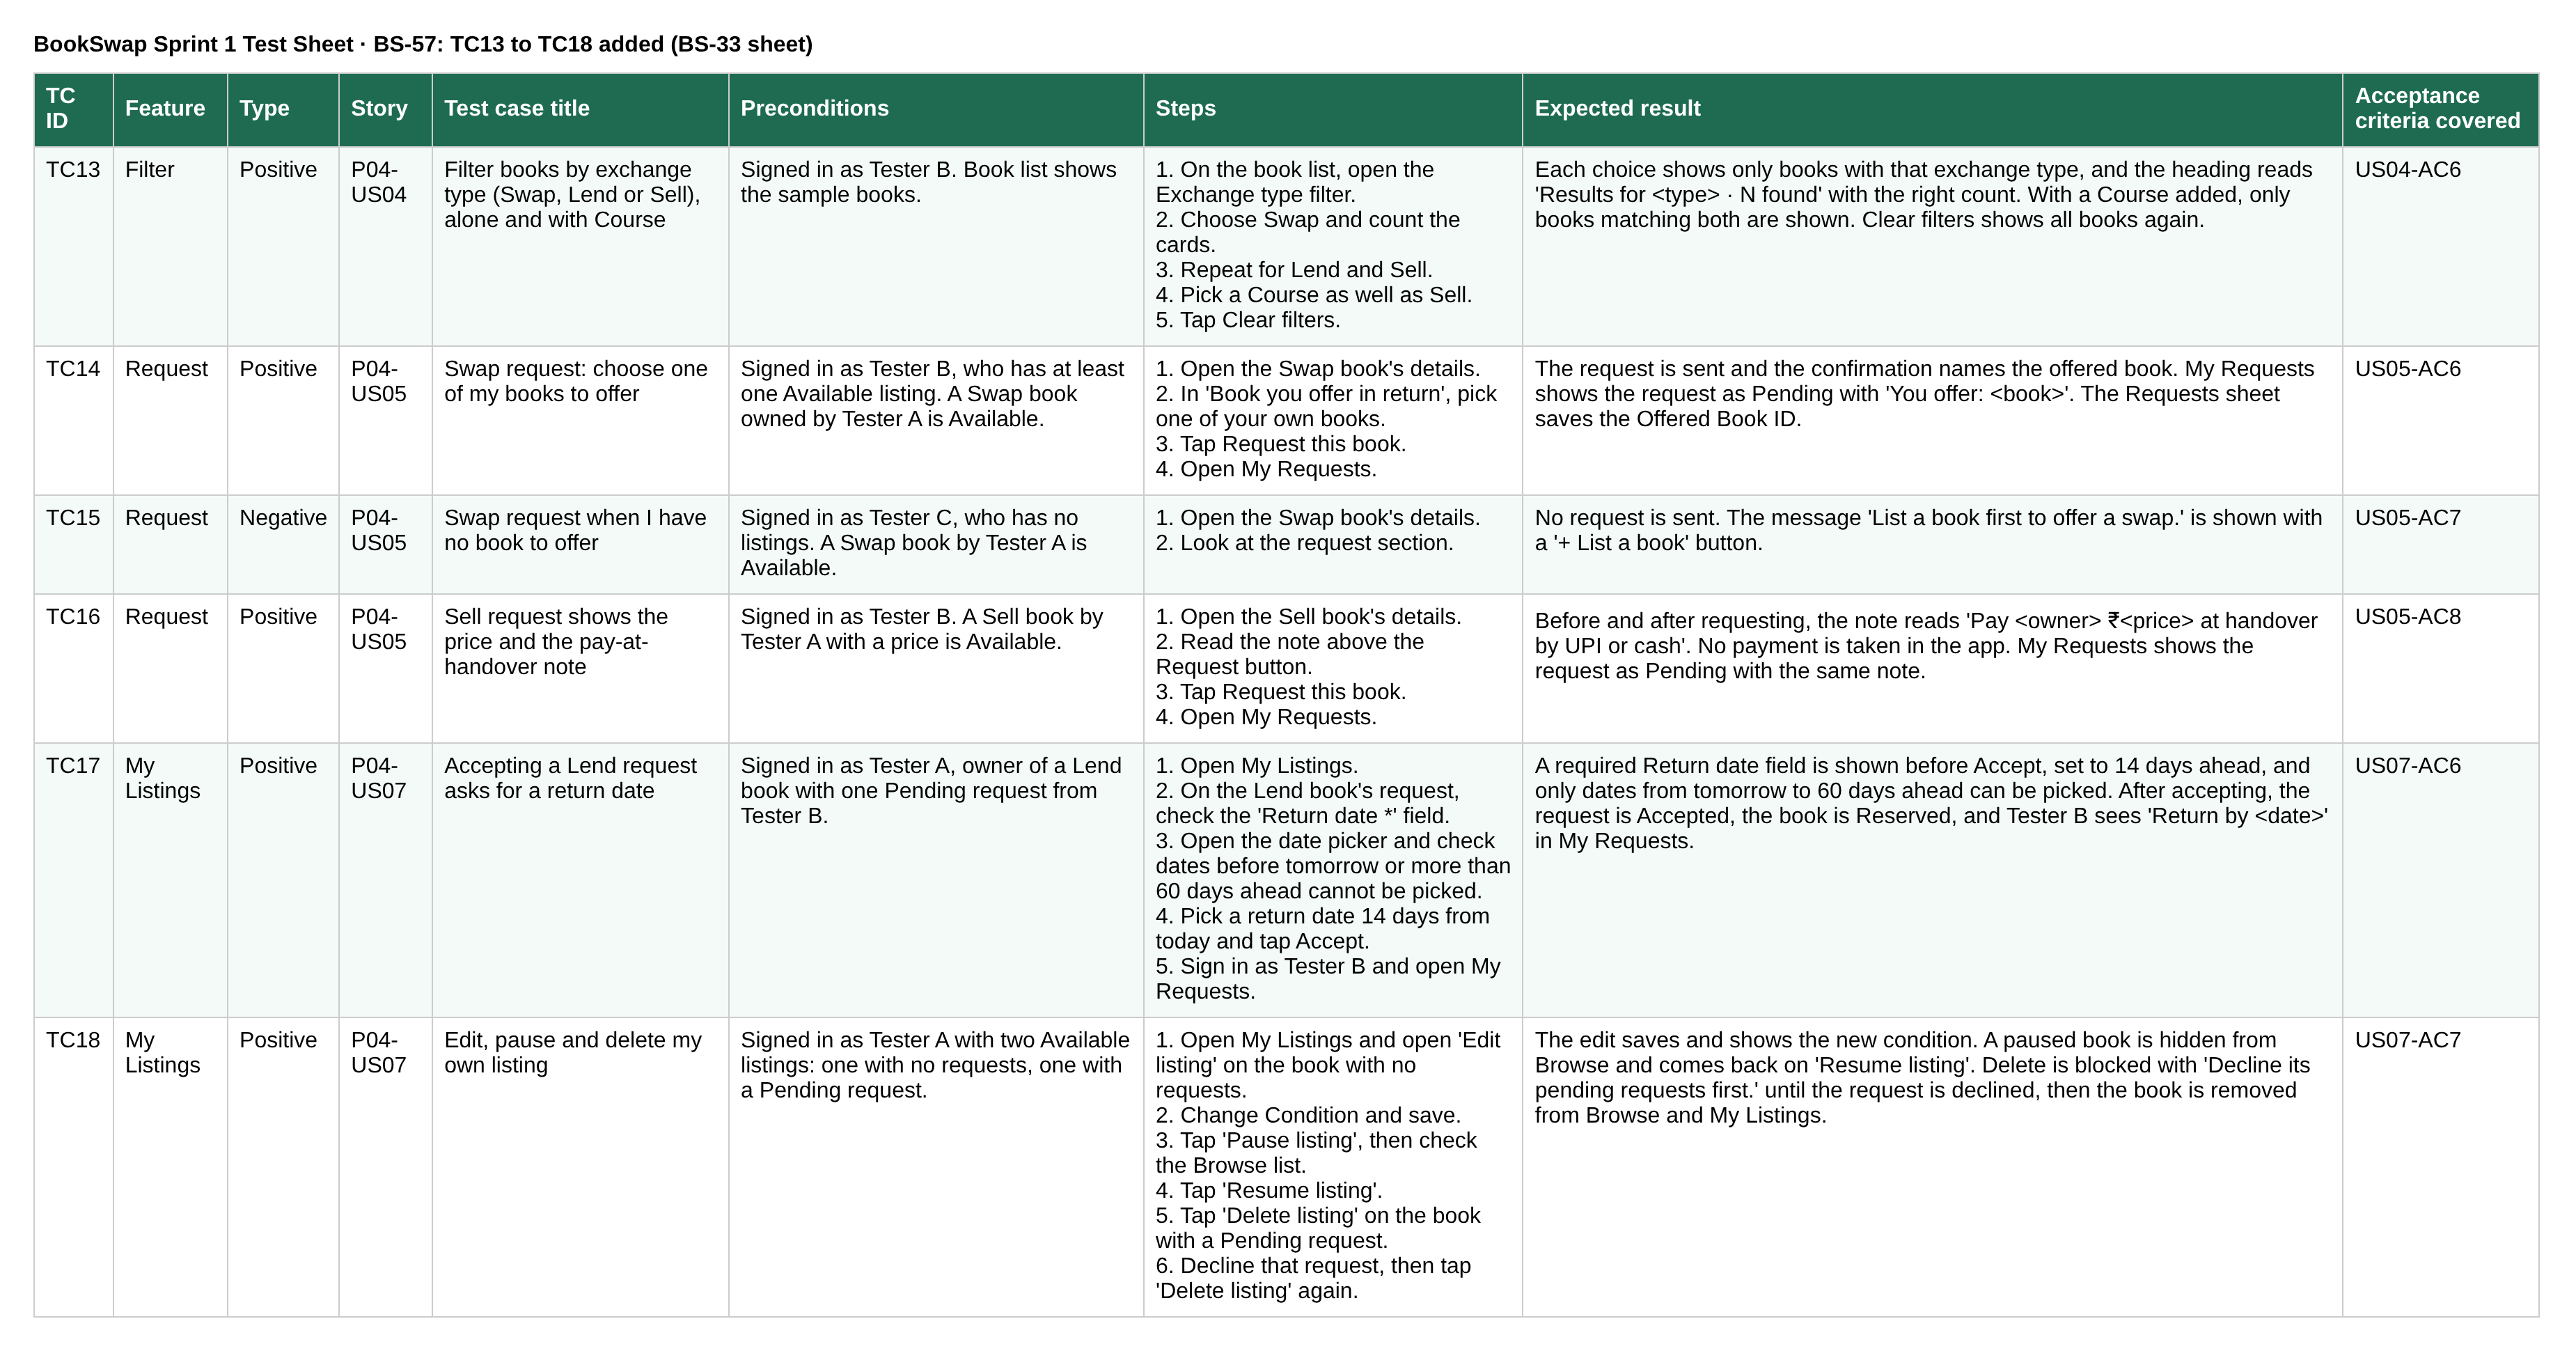 BookSwap Sprint 1 Test Sheet · BS-57: TC13 to TC18 added (BS-33 sheet)
TC
ID
Feature
Type
Story
Test case title
Preconditions
Steps
Expected result
Acceptance
criteria covered
TC13
Filter
Positive
P04-
US04
Filter books by exchange
type (Swap, Lend or Sell),
alone and with Course
Signed in as Tester B. Book list shows
the sample books.
1. On the book list, open the
Exchange type filter.
2. Choose Swap and count the
cards.
3. Repeat for Lend and Sell.
4. Pick a Course as well as Sell.
5. Tap Clear filters.
Each choice shows only books with that exchange type, and the heading reads
'Results for <type> · N found' with the right count. With a Course added, only
books matching both are shown. Clear filters shows all books again.
US04-AC6
TC14
Request
Positive
P04-
US05
Swap request: choose one
of my books to offer
Signed in as Tester B, who has at least
one Available listing. A Swap book
owned by Tester A is Available.
1. Open the Swap book's details.
2. In 'Book you offer in return', pick
one of your own books.
3. Tap Request this book.
4. Open My Requests.
The request is sent and the confirmation names the offered book. My Requests
shows the request as Pending with 'You offer: <book>'. The Requests sheet
saves the Offered Book ID.
US05-AC6
TC15
Request
Negative
P04-
US05
Swap request when I have
no book to offer
Signed in as Tester C, who has no
listings. A Swap book by Tester A is
Available.
1. Open the Swap book's details.
2. Look at the request section.
No request is sent. The message 'List a book first to offer a swap.' is shown with
a '+ List a book' button.
US05-AC7
TC16
Request
Positive
P04-
US05
Sell request shows the
price and the pay-at-
handover note
Signed in as Tester B. A Sell book by
Tester A with a price is Available.
1. Open the Sell book's details.
2. Read the note above the
Request button.
3. Tap Request this book.
4. Open My Requests.
Before and after requesting, the note reads 'Pay <owner> ₹<price> at handover
by UPI or cash'. No payment is taken in the app. My Requests shows the
request as Pending with the same note.
US05-AC8
TC17
My
Listings
Positive
P04-
US07
Accepting a Lend request
asks for a return date
Signed in as Tester A, owner of a Lend
book with one Pending request from
Tester B.
1. Open My Listings.
2. On the Lend book's request,
check the 'Return date *' field.
3. Open the date picker and check
dates before tomorrow or more than
60 days ahead cannot be picked.
4. Pick a return date 14 days from
today and tap Accept.
5. Sign in as Tester B and open My
Requests.
A required Return date field is shown before Accept, set to 14 days ahead, and
only dates from tomorrow to 60 days ahead can be picked. After accepting, the
request is Accepted, the book is Reserved, and Tester B sees 'Return by <date>'
in My Requests.
US07-AC6
TC18
My
Listings
Positive
P04-
US07
Edit, pause and delete my
own listing
Signed in as Tester A with two Available
listings: one with no requests, one with
a Pending request.
1. Open My Listings and open 'Edit
listing' on the book with no
requests.
2. Change Condition and save.
3. Tap 'Pause listing', then check
the Browse list.
4. Tap 'Resume listing'.
5. Tap 'Delete listing' on the book
with a Pending request.
6. Decline that request, then tap
'Delete listing' again.
The edit saves and shows the new condition. A paused book is hidden from
Browse and comes back on 'Resume listing'. Delete is blocked with 'Decline its
pending requests first.' until the request is declined, then the book is removed
from Browse and My Listings.
US07-AC7